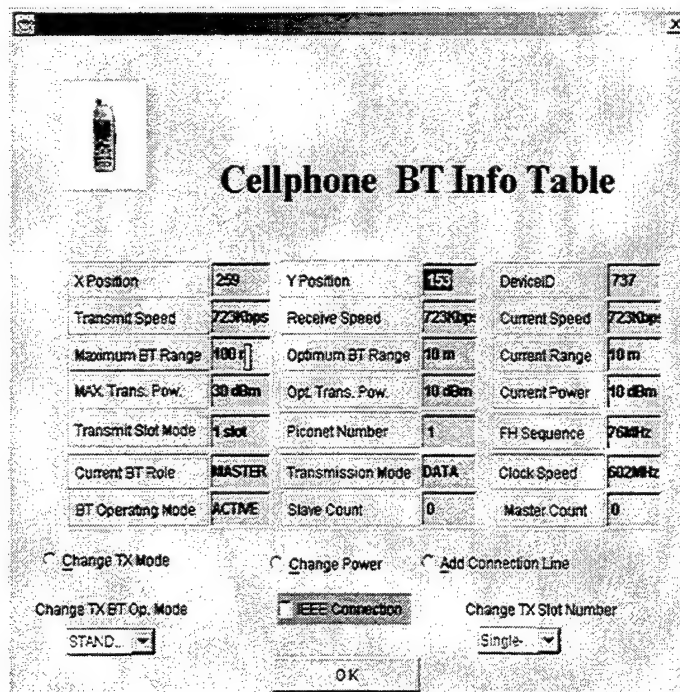 Cellphone BT Info Table
X Position 259 Y Position 153 DeviceID 737
Transmit Speed 723Kbps Receive Speed 723Kbps Current Speed 723Kbps
Maximum BT Range 100 Optimum BT Range 10 m Current Range 10 m
MAX. Trans. Pow. 30 dBm Opt. Trans. Pow. 10 dBm Current Power 10 dBm
Transmit Slot Mode 1 slot Piconet Number 1 FH Sequence 76MHz
Current BT Role MASTER Transmission Mode DATA Clock Speed 602MHz
BT Operating Mode ACTIVE Slave Count 0 Master Count 0
Change TX Mode Change Power Add Connection Line
Change TX BT Op. Mode IEEE Connection Change TX Slot Number
STAND... Single-
OK